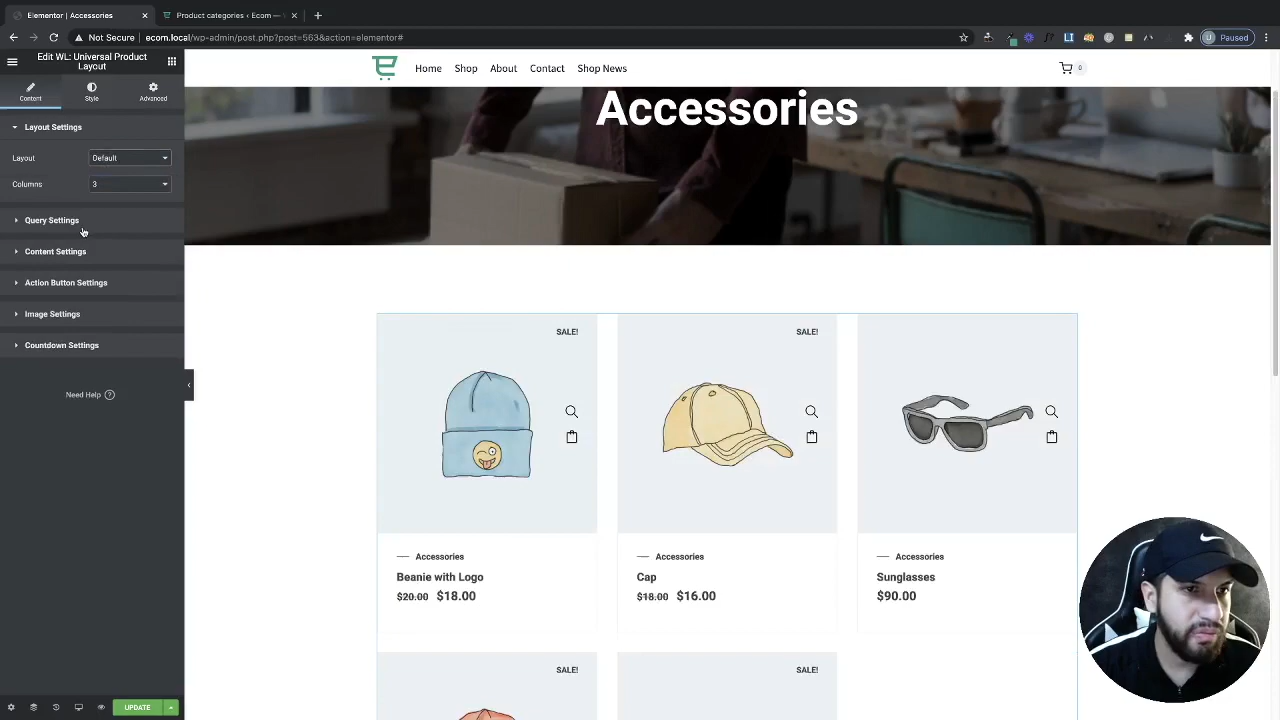 Elementor | Accessories
Product categories ‹ Ecom —
Not Secure
ecom.local/wp-admin/post.php?post=563&action=elementor#
Paused
Edit WL: Universal Product
Layout
Content
Style
Advanced
Layout Settings
Layout
Default
Columns
3
Query Settings
Content Settings
Action Button Settings
Image Settings
Countdown Settings
Need Help
UPDATE
Home
Shop
About
Contact
Shop News
0
Accessories
SALE!
SALE!
Accessories
Accessories
Accessories
Beanie with Logo
Cap
Sunglasses
$20.00 $18.00
$18.00 $16.00
$90.00
SALE!
SALE!